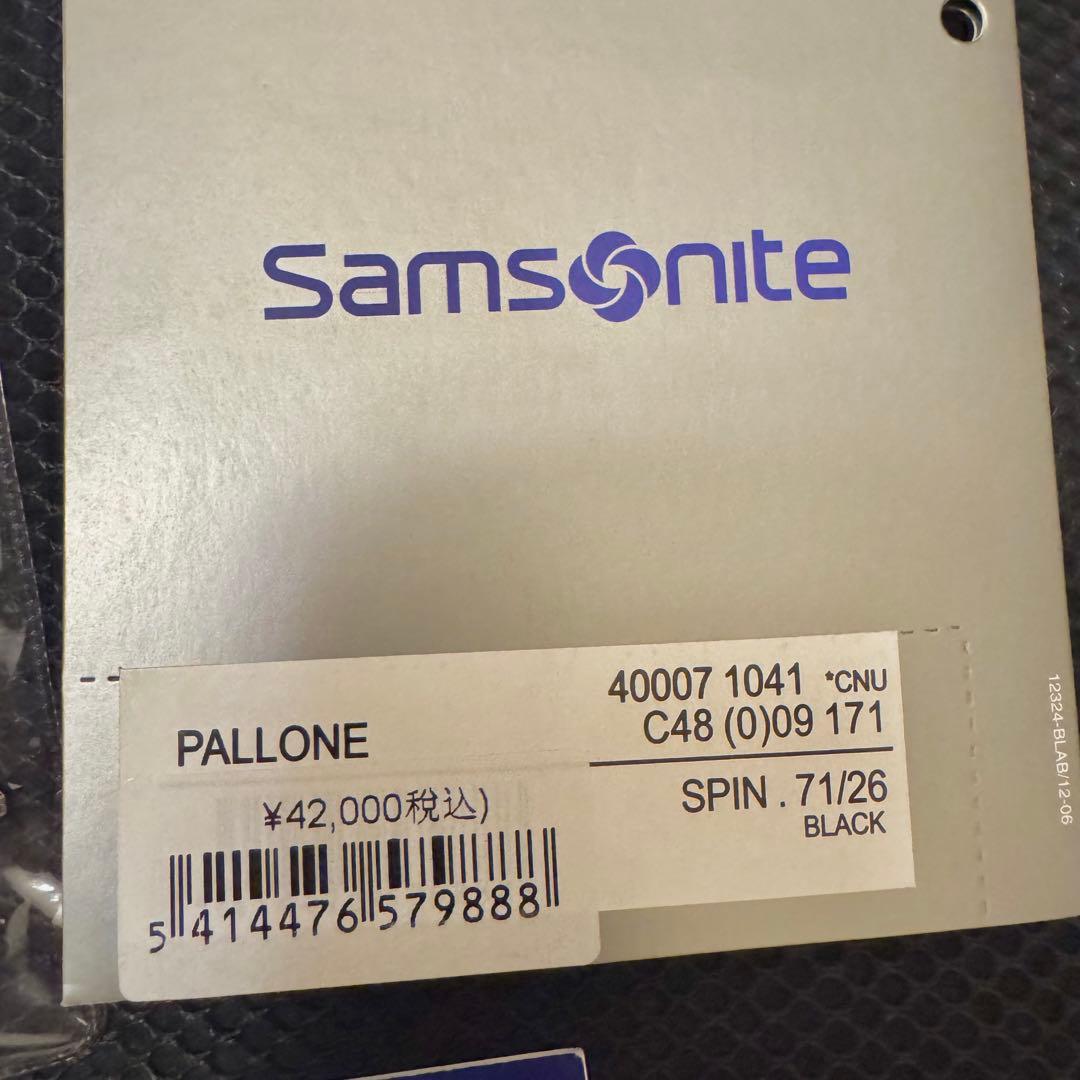 Samsonite
40007 1041 *CNU
C48 (0)09 171
PALLONE
SPIN . 71/26
BLACK
¥42,000税込)
5 414476 579888
12324-BLAB/12-06